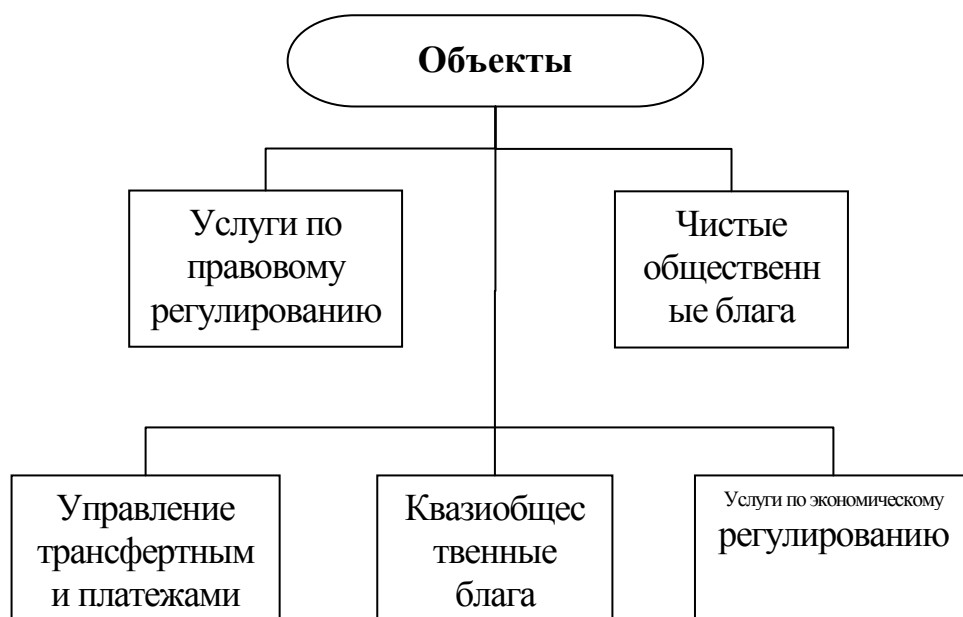 Объекты
Услуги по
правовому
регулированию
Чистые
общественн
ые блага
Управление
трансфертным
и платежами
Квазиобщес
твенные
блага
Услуги по экономическому
регулированию